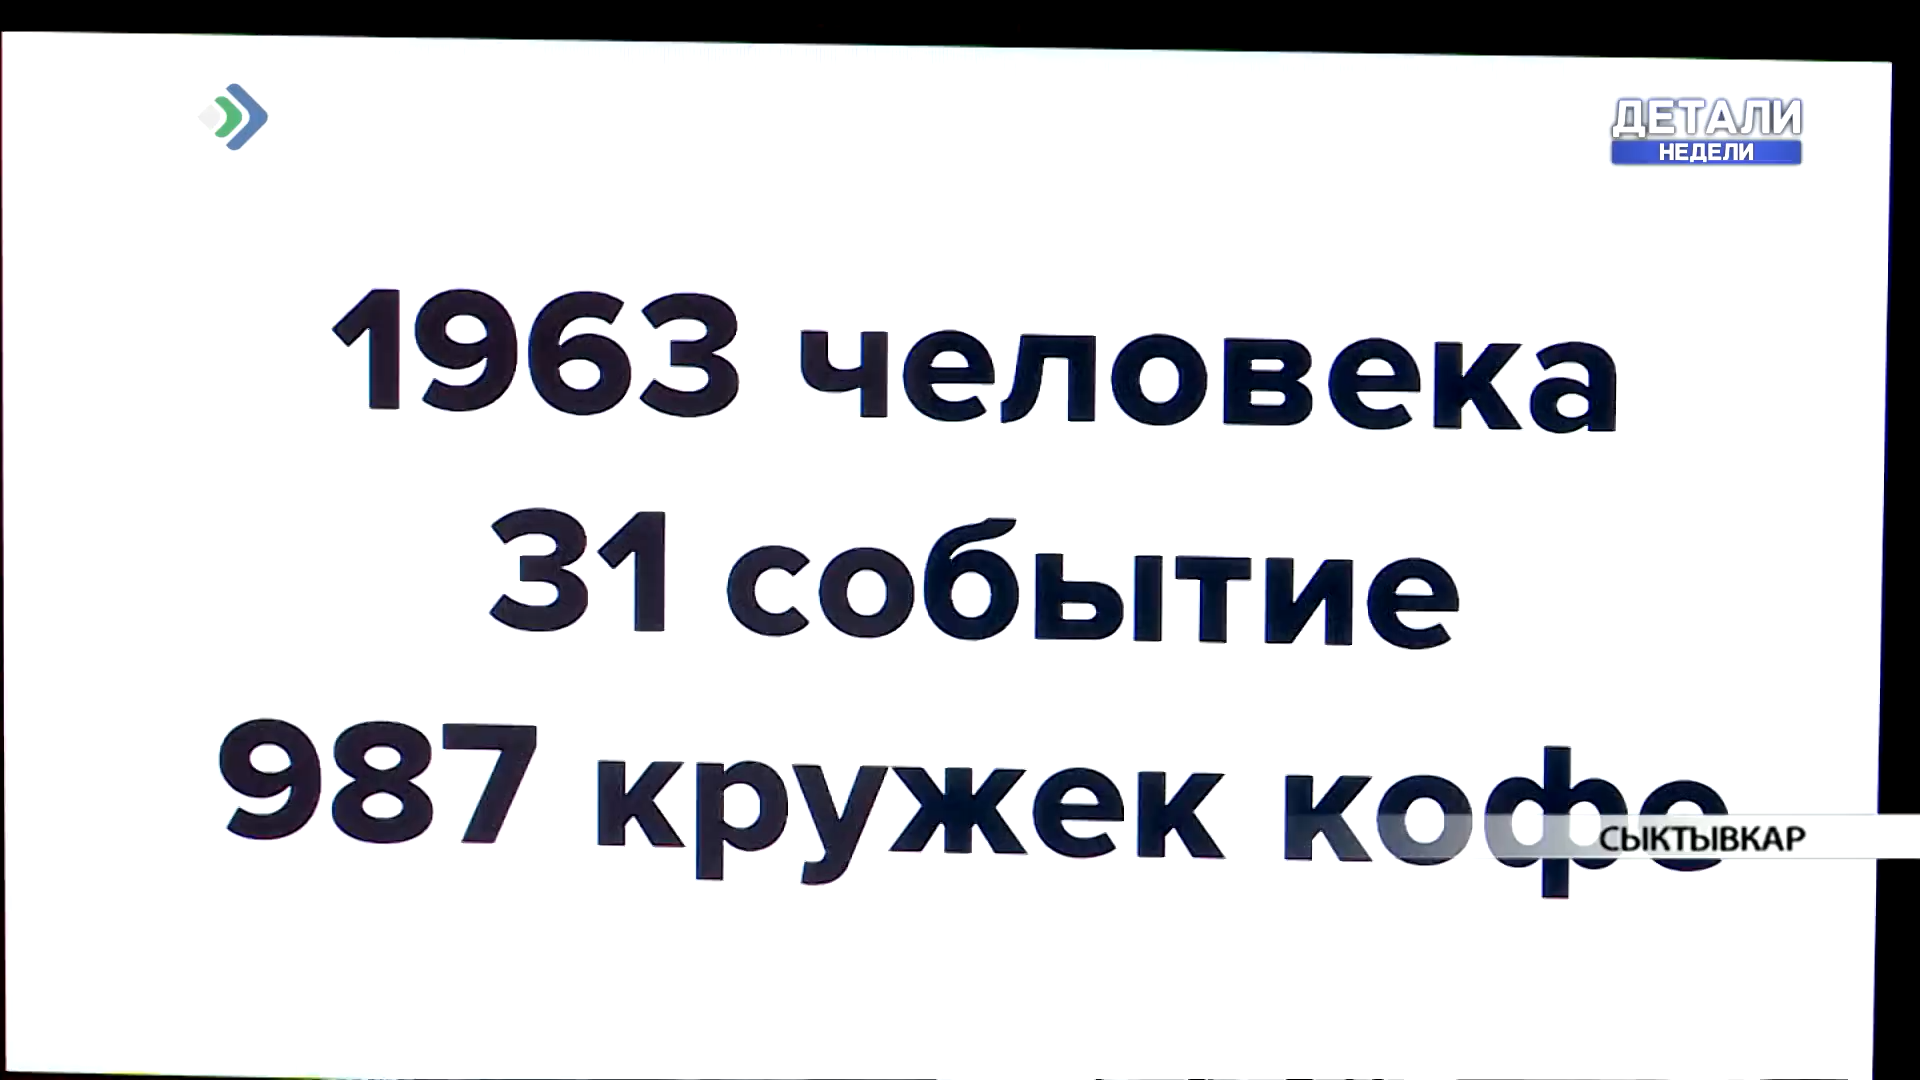 ДЕТАЛИ
НЕДЕЛИ
1963 человека
31 событие
987 кружек кофе
СЫКТЫВКАР